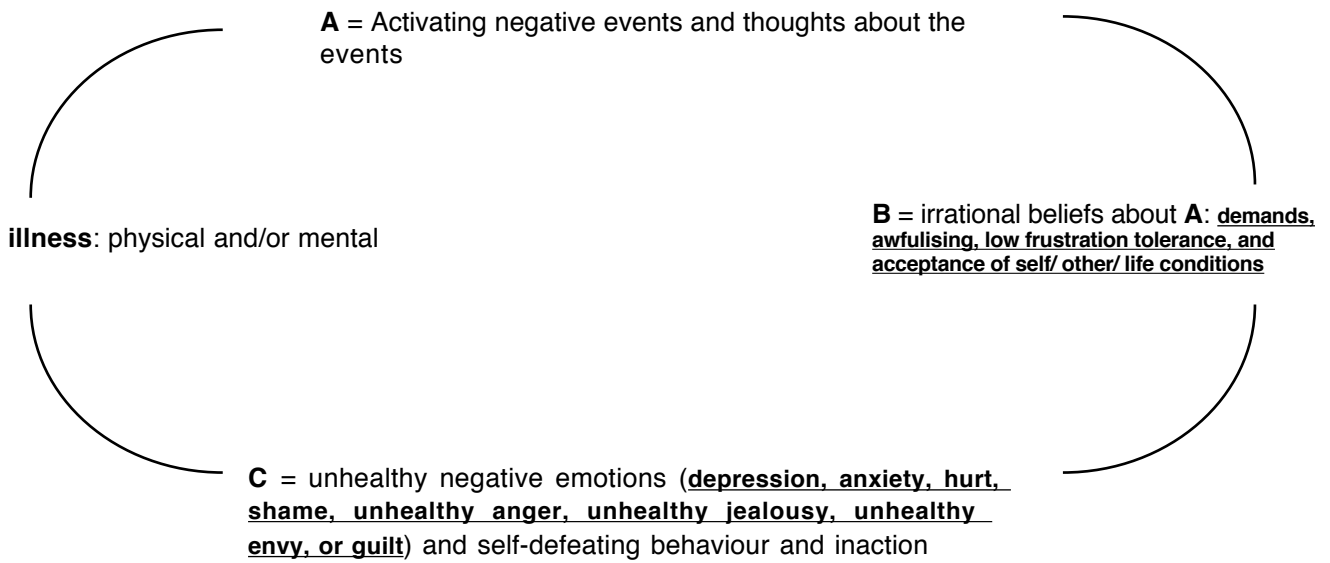 A = Activating negative events and thoughts about the
events
illness: physical and/or mental
B = irrational beliefs about A: demands,
awfulising, low frustration tolerance, and
acceptance of self/ other/ life conditions
C = unhealthy negative emotions (depression, anxiety, hurt,
shame, unhealthy anger, unhealthy jealousy, unhealthy
envy, or guilt) and self-defeating behaviour and inaction